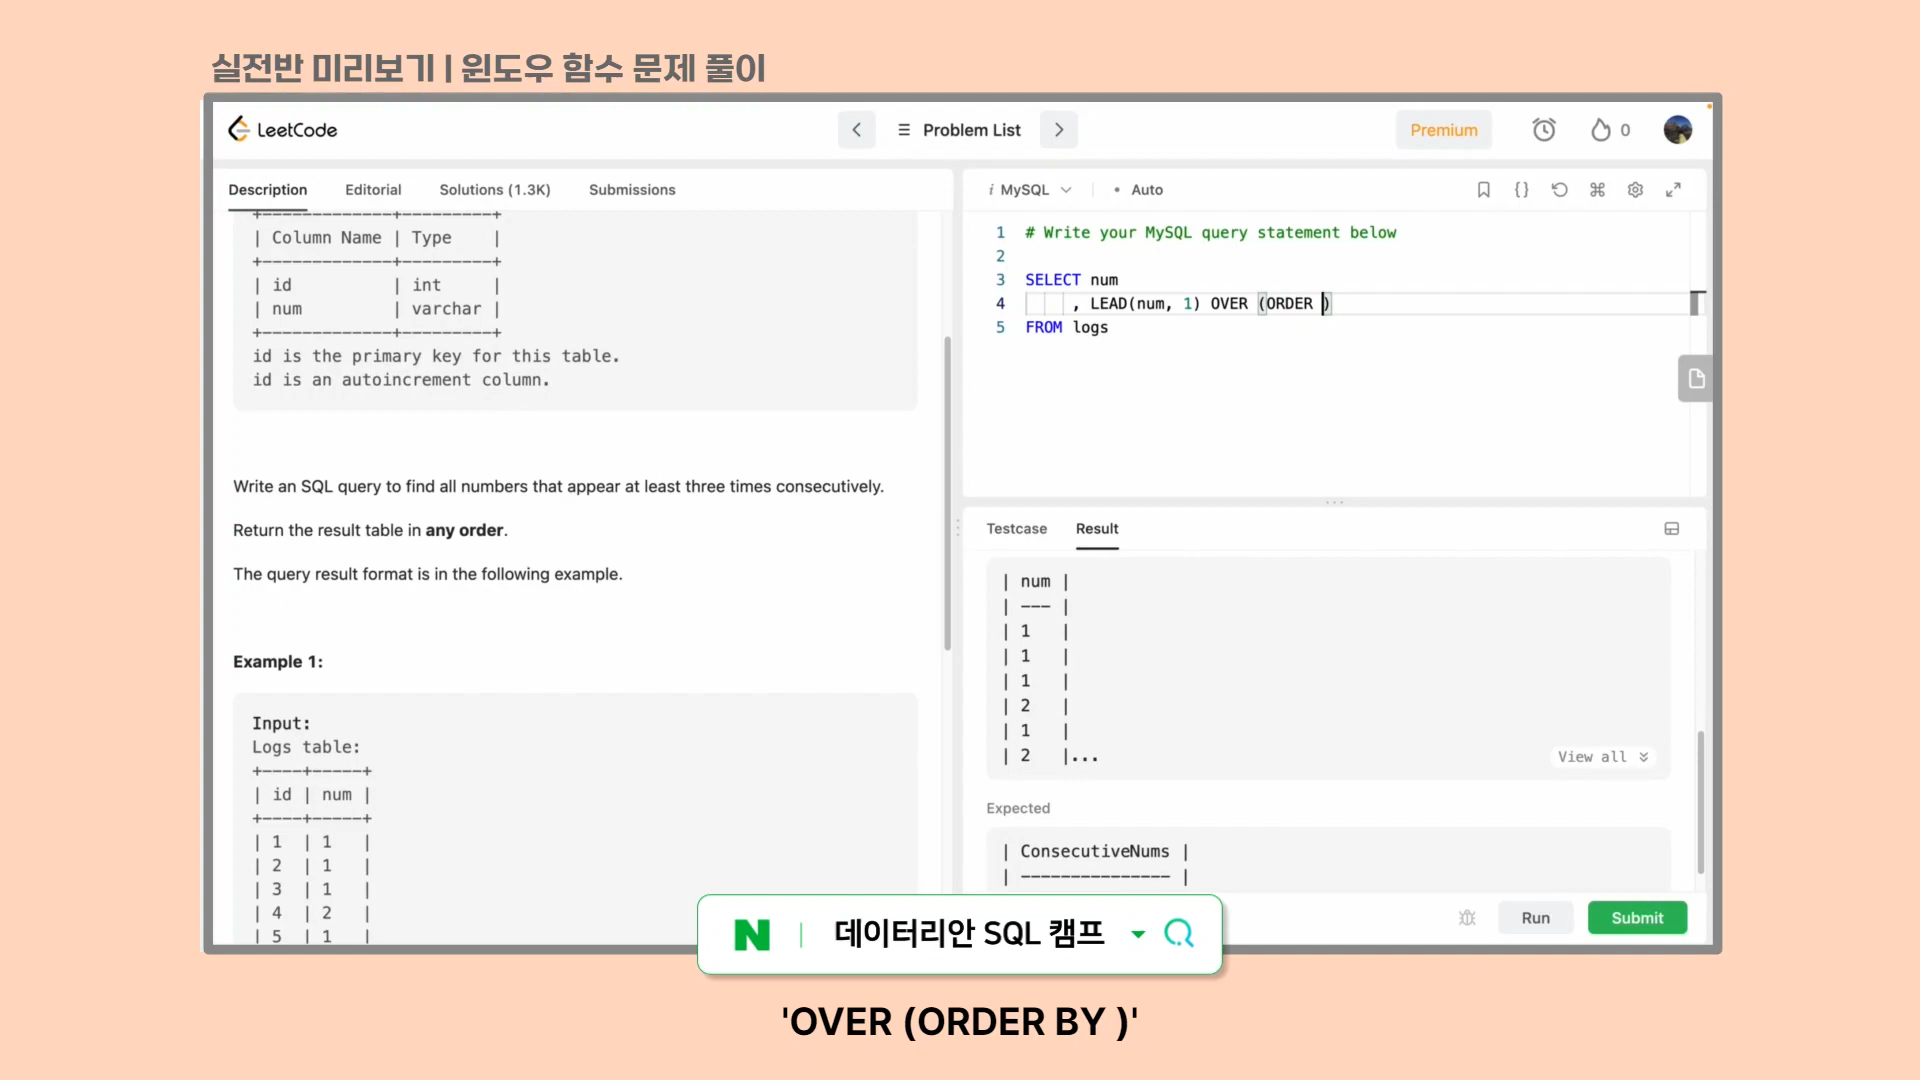 실전반 미리보기 | 윈도우 함수 문제 풀이
LeetCode
Problem List
Premium
0
Description Editorial Solutions (1.3K) Submissions
+-------------+---------+
| Column Name | Type    |
+-------------+---------+
| id          | int     |
| num         | varchar |
+-------------+---------+
id is the primary key for this table.
id is an autoincrement column.
Write an SQL query to find all numbers that appear at least three times consecutively.
Return the result table in any order.
The query result format is in the following example.
Example 1:
Input:
Logs table:
+----+-----+
| id | num |
+----+-----+
| 1  | 1   |
| 2  | 1   |
| 3  | 1   |
| 4  | 2   |
| 5  | 1   |
i MySQL • Auto
1 # Write your MySQL query statement below
2
3 SELECT num
4 , LEAD(num, 1) OVER (ORDER )
5 FROM logs
Testcase Result
| num |
| --- |
| 1   |
| 1   |
| 1   |
| 2   |
| 1   |
| 2   |...
View all
Expected
| ConsecutiveNums |
| --------------- |
Run Submit
N | 데이터리안 SQL 캠프
'OVER (ORDER BY )'